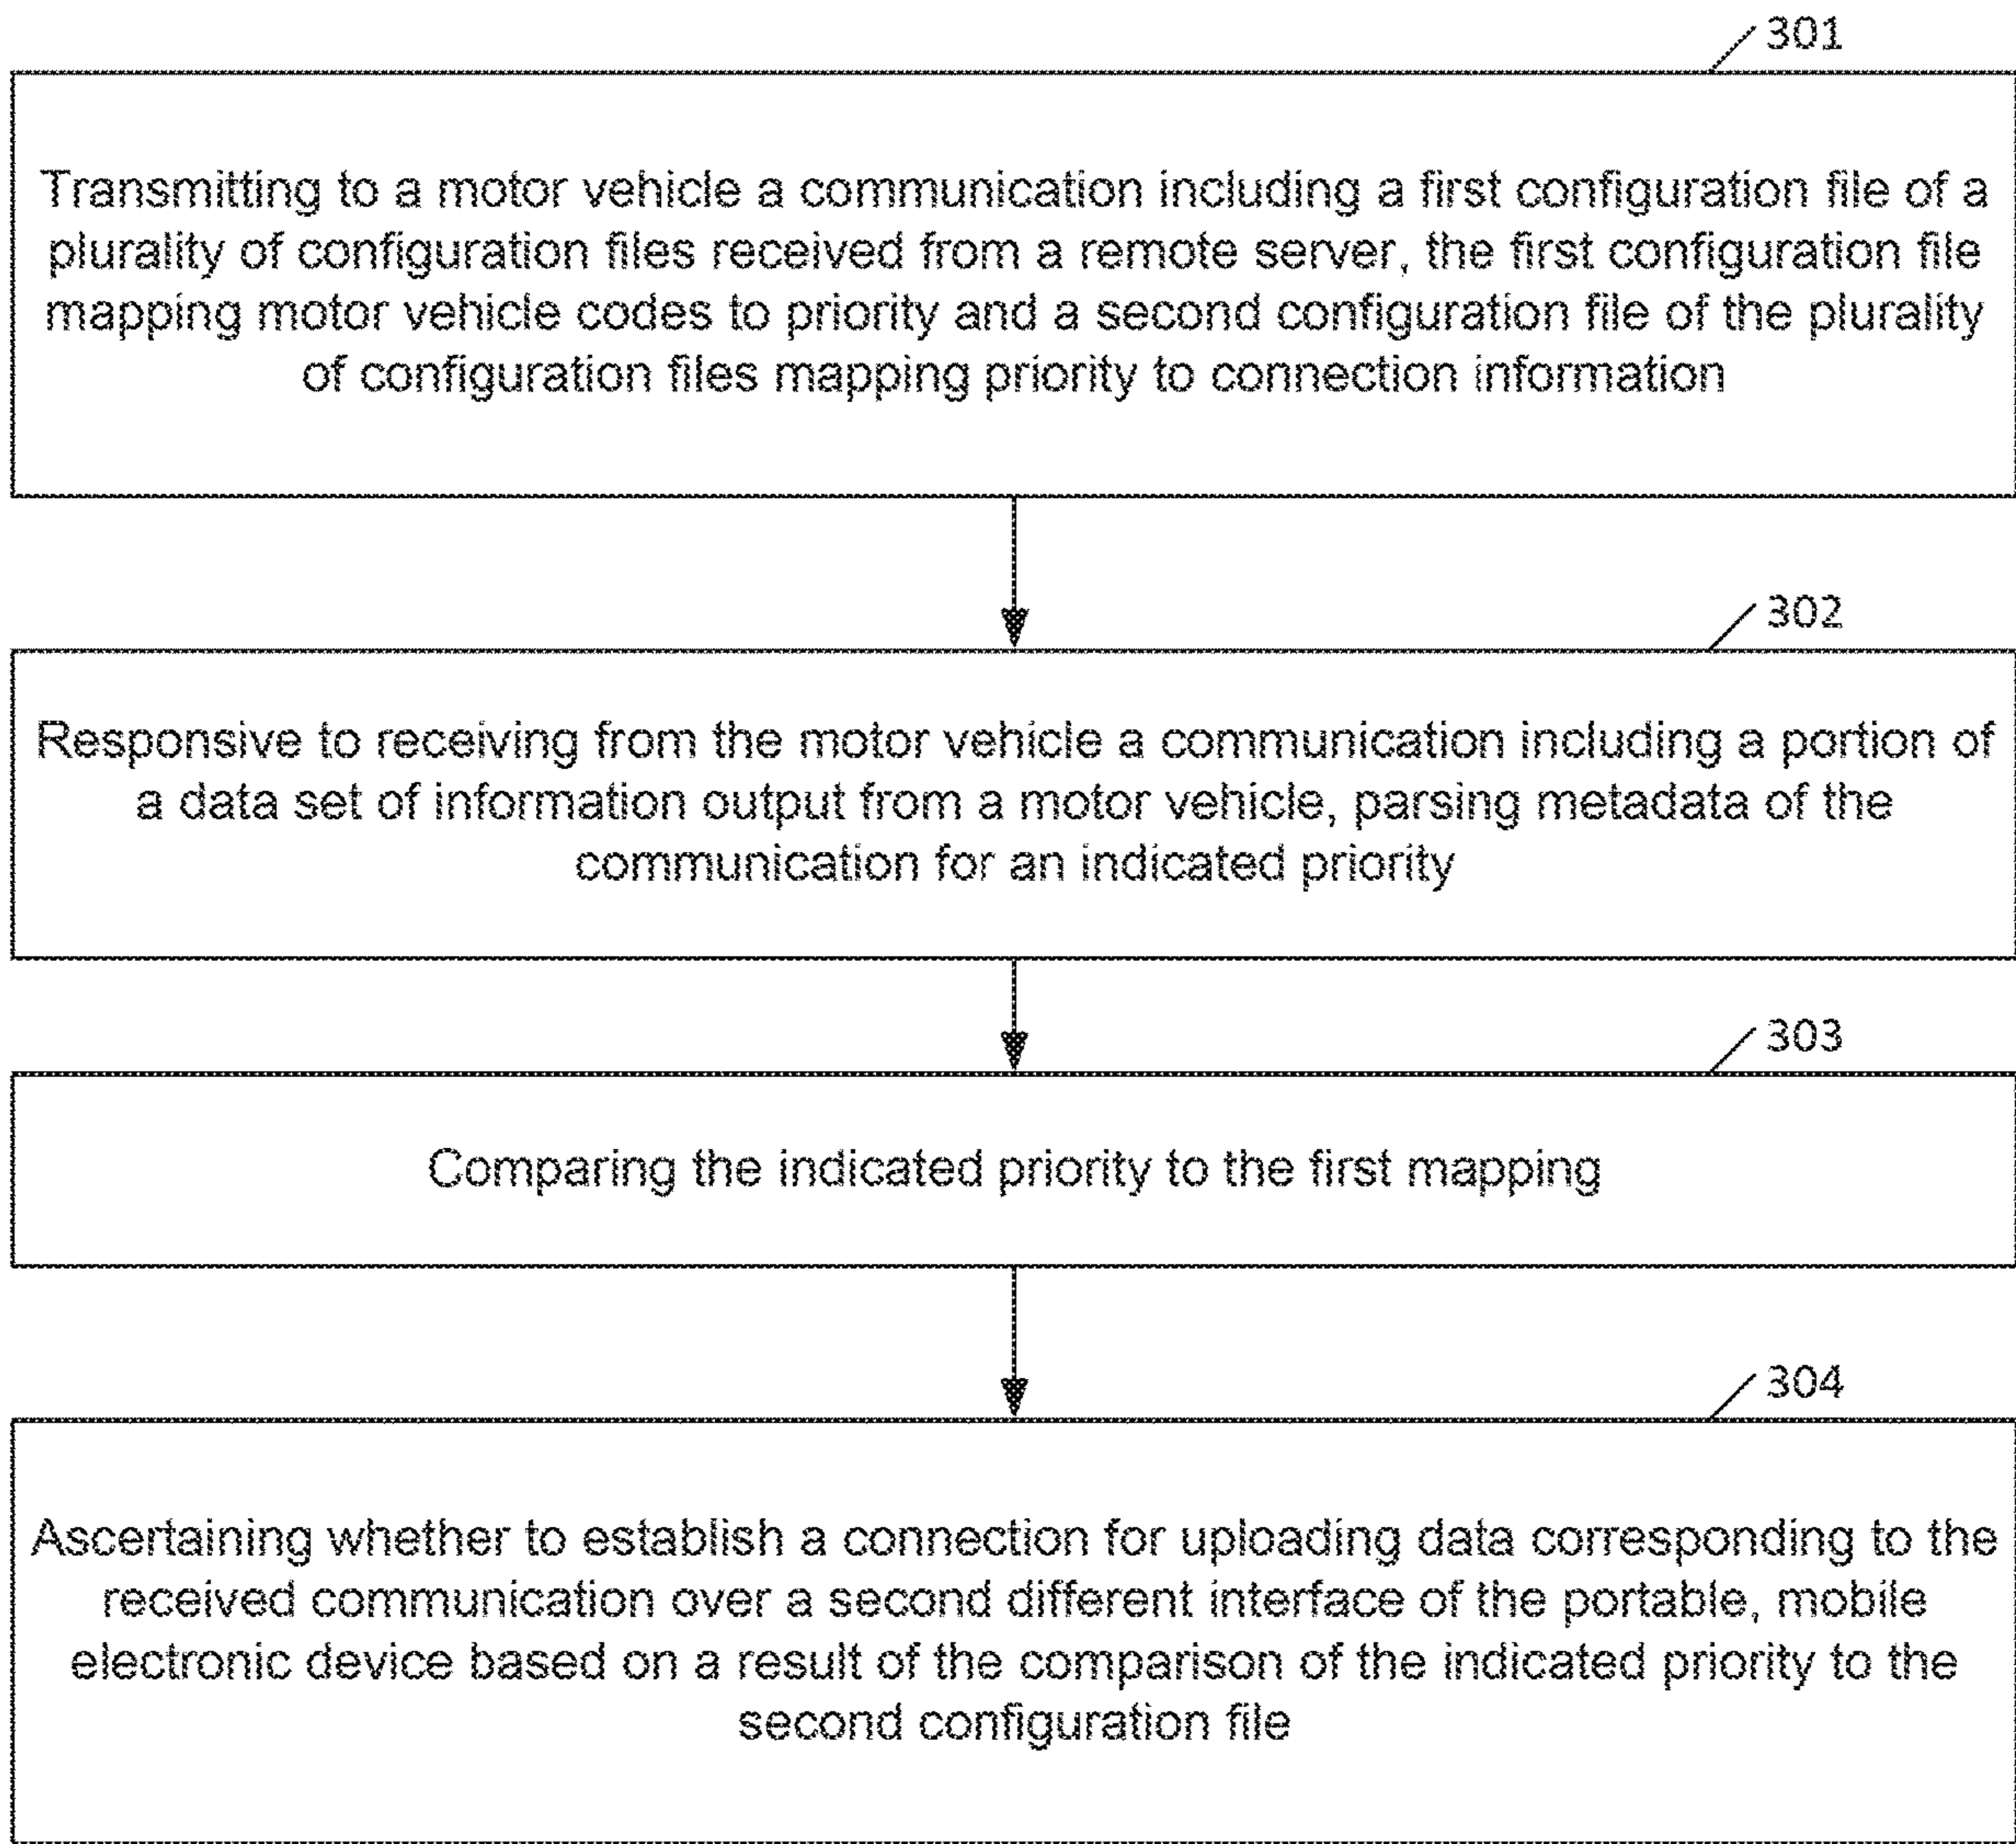 301
Transmitting to a motor vehicle a communication including a first configuration file of a
plurality of configuration files received from a remote server, the first configuration file
mapping motor vehicle codes to priority and a second configuration file of the plurality
of configuration files mapping priority to connection information
302
Responsive to receiving from the motor vehicle a communication including a portion of
a data set of information output from a motor vehicle, parsing metadata of the
communication for an indicated priority
303
Comparing the indicated priority to the first mapping
304
Ascertaining whether to establish a connection for uploading data corresponding to the
received communication over a second different interface of the portable, mobile
electronic device based on a result of the comparison of the indicated priority to the
second configuration file